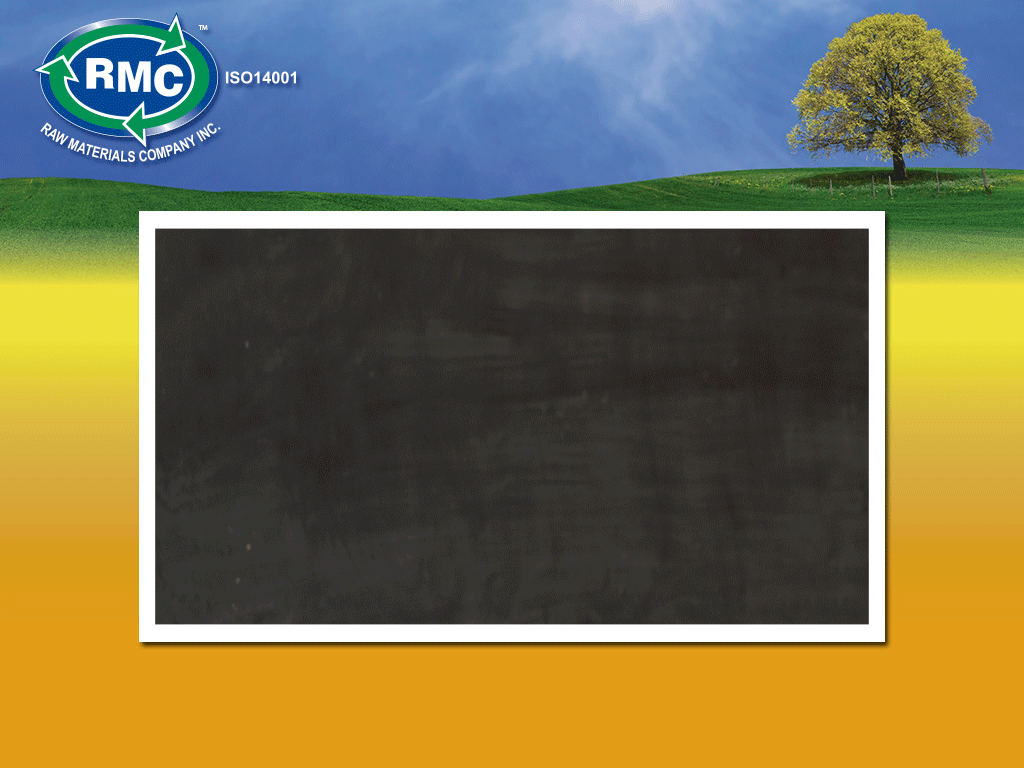 RMC
TM
ISO14001
RAW MATERIALS COMPANY INC.